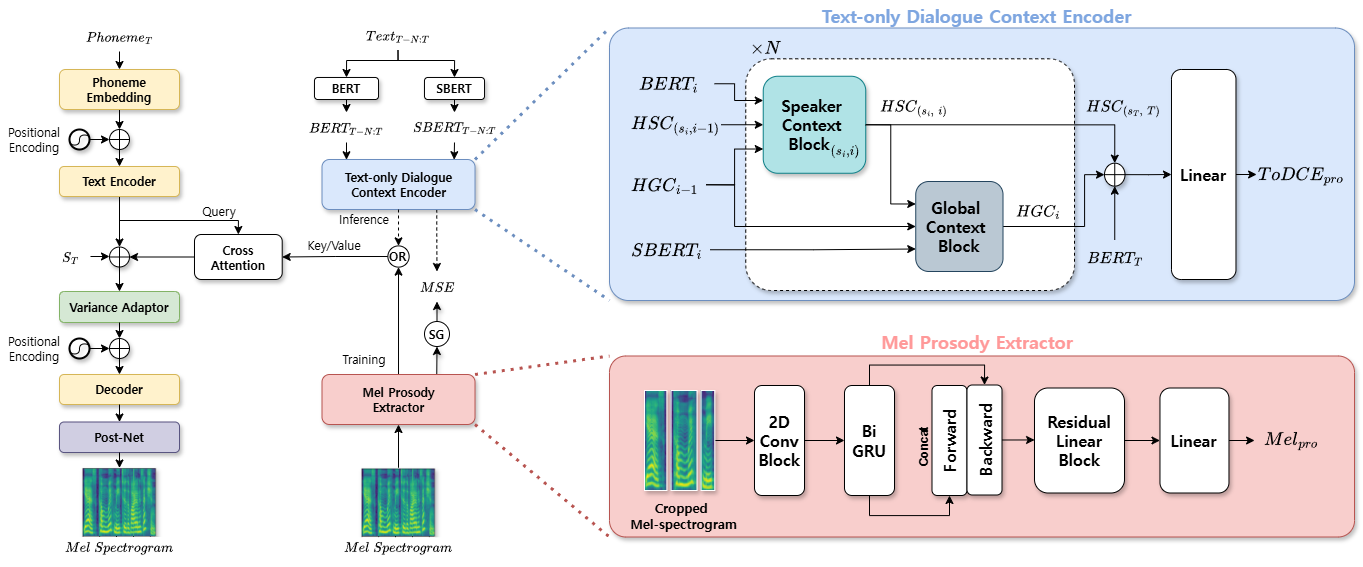 Phoneme_T
Phoneme
Embedding
Positional
Encoding
Text Encoder
Query
S_T
Cross
Attention
Key/Value
Variance Adaptor
Positional
Encoding
Decoder
Post-Net
Mel Spectrogram
Text_{T-N:T}
BERT
SBERT
BERT_{T-N:T}
SBERT_{T-N:T}
Text-only Dialogue
Context Encoder
Inference
OR
MSE
SG
Training
Mel Prosody
Extractor
Mel Spectrogram
Text-only Dialogue Context Encoder
×N
BERT_i
HSC_{(s_i,i-1)}
HGC_{i-1}
SBERT_i
Speaker
Context
Block_{(s_i,i)}
HSC_{(s_i, i)}
Global
Context
Block
HGC_i
HSC_{(s_T, T)}
BERT_T
Linear
ToDCE_{pro}
Mel Prosody Extractor
Cropped
Mel-spectrogram
2D
Conv
Block
Bi
GRU
Concat
Forward
Backward
Residual
Linear
Block
Linear
Mel_{pro}